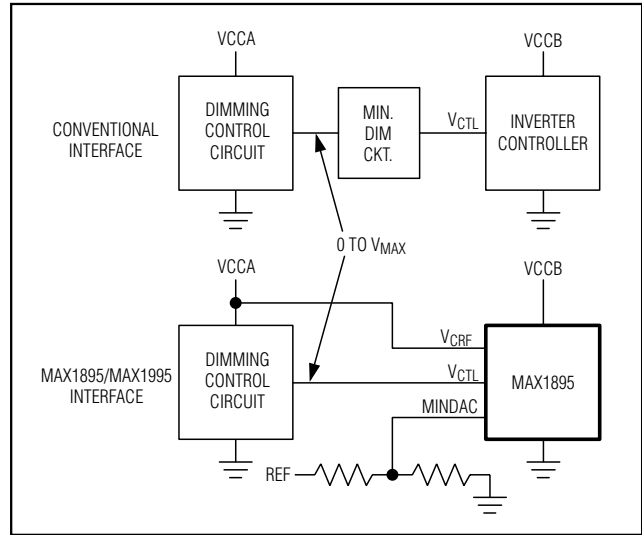 VCCA
VCCB
CONVENTIONAL
INTERFACE
DIMMING
CONTROL
CIRCUIT
MIN.
DIM
CKT.
VCTL
INVERTER
CONTROLLER
0 TO VMAX
VCCA
VCCB
MAX1895/MAX1995
INTERFACE
DIMMING
CONTROL
CIRCUIT
VCRF
VCTL
MINDAC
MAX1895
REF